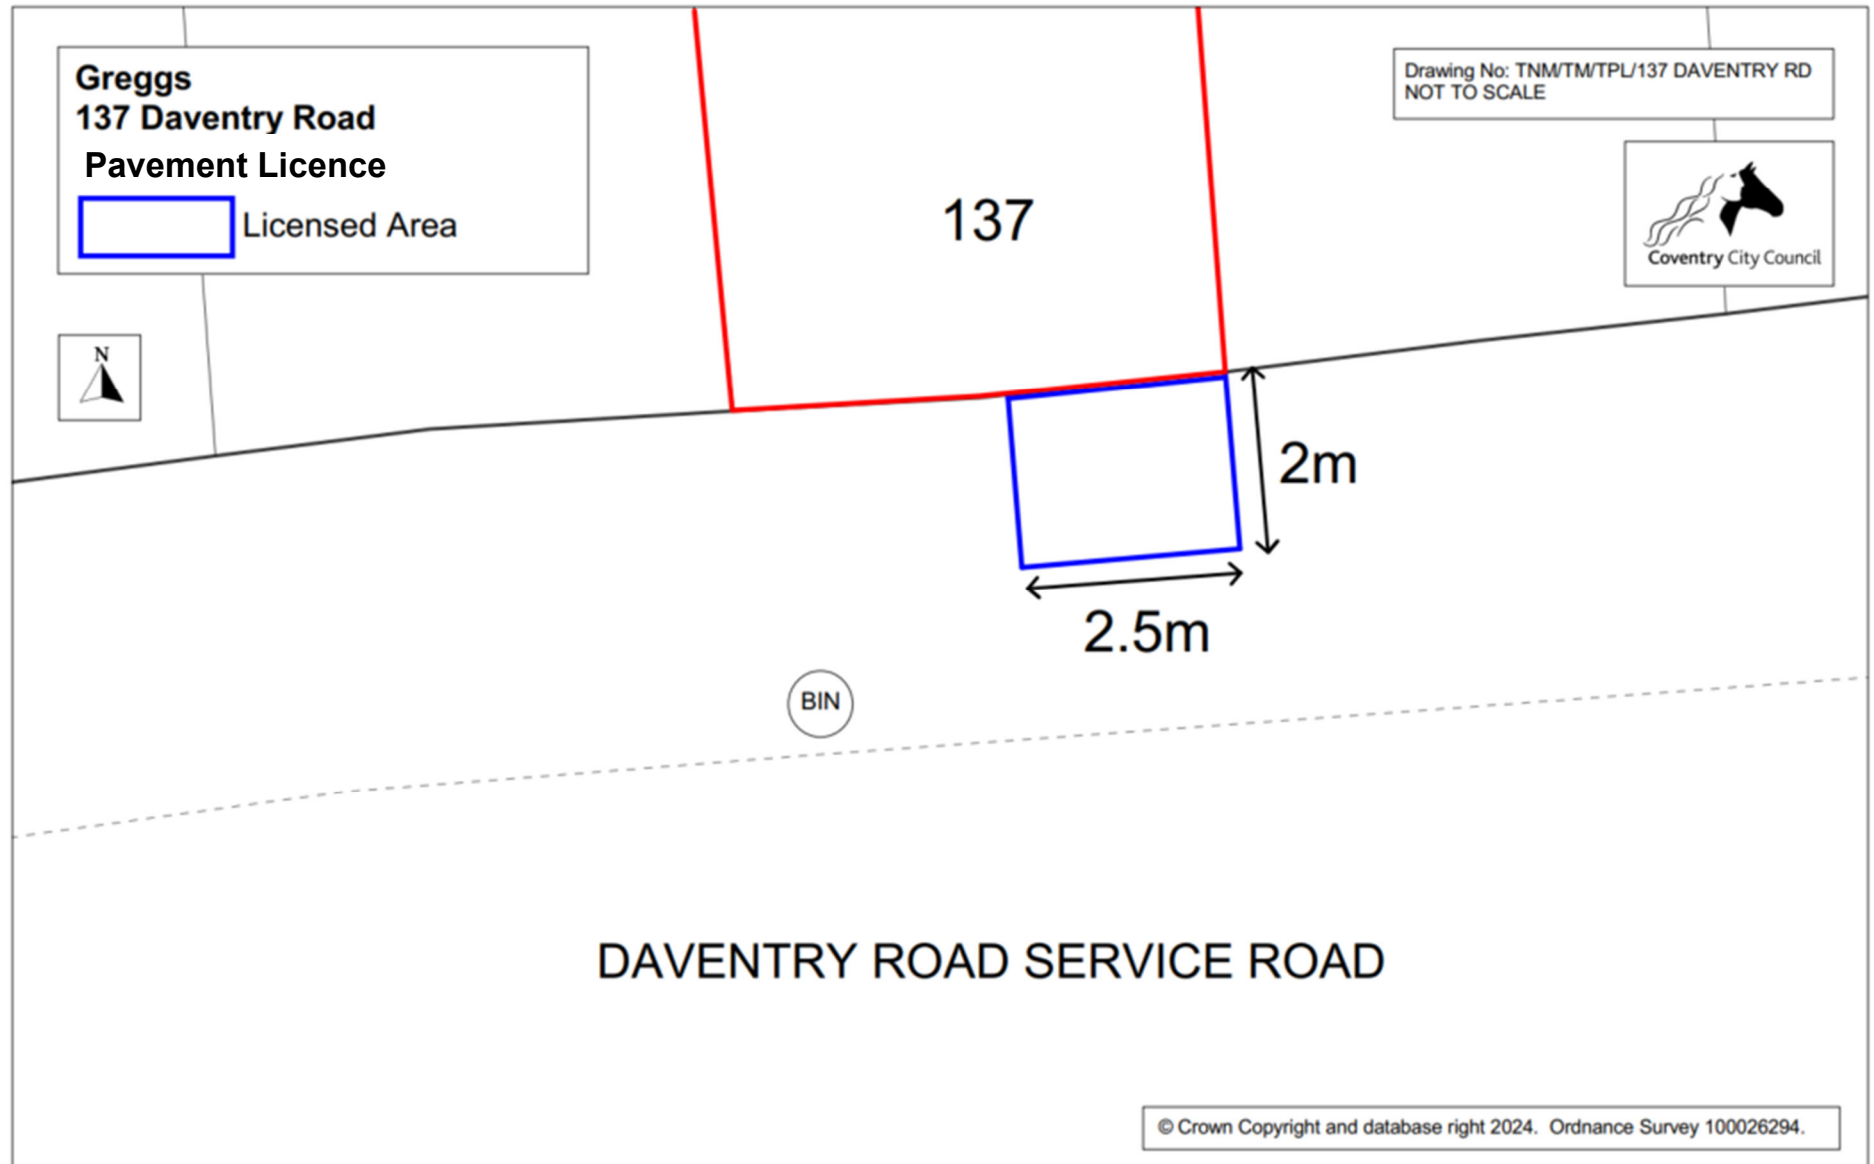 Greggs
137 Daventry Road
Pavement Licence
Licensed Area
Drawing No: TNM/TM/TPL/137 DAVENTRY RD
NOT TO SCALE
Coventry City Council
137
N
2m
2.5m
BIN
DAVENTRY ROAD SERVICE ROAD
© Crown Copyright and database right 2024. Ordnance Survey 100026294.